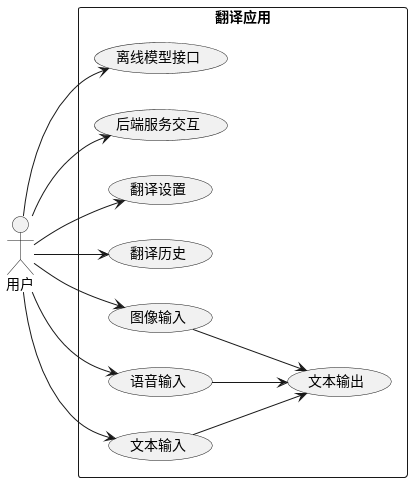 翻译应用
离线模型接口
后端服务交互
翻译设置
翻译历史
用户
图像输入
语音输入
文本输出
文本输入